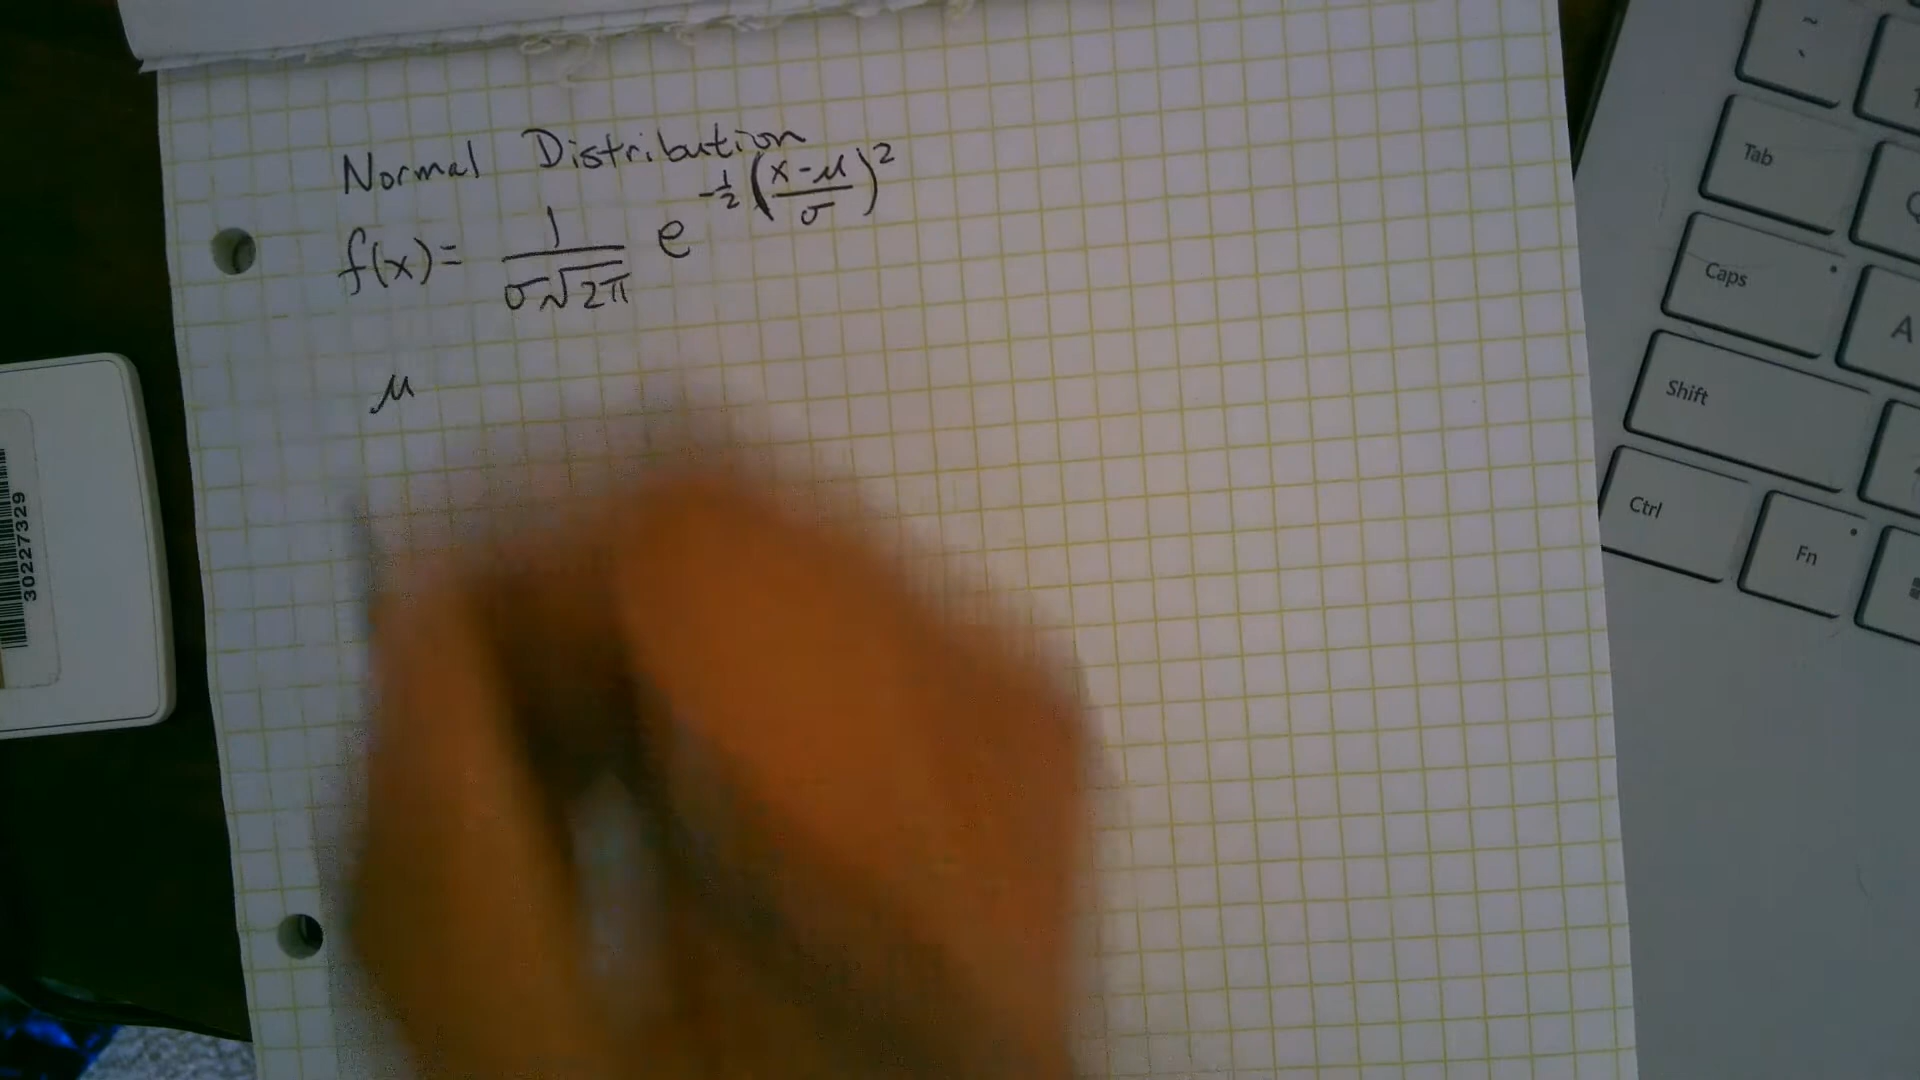 Normal Distribution
f(x) = 1/(σ√2π) e^(-1/2 ((x-μ)/σ)^2)
μ
30227329
~
`
Tab
Caps
A
Shift
Ctrl
Fn